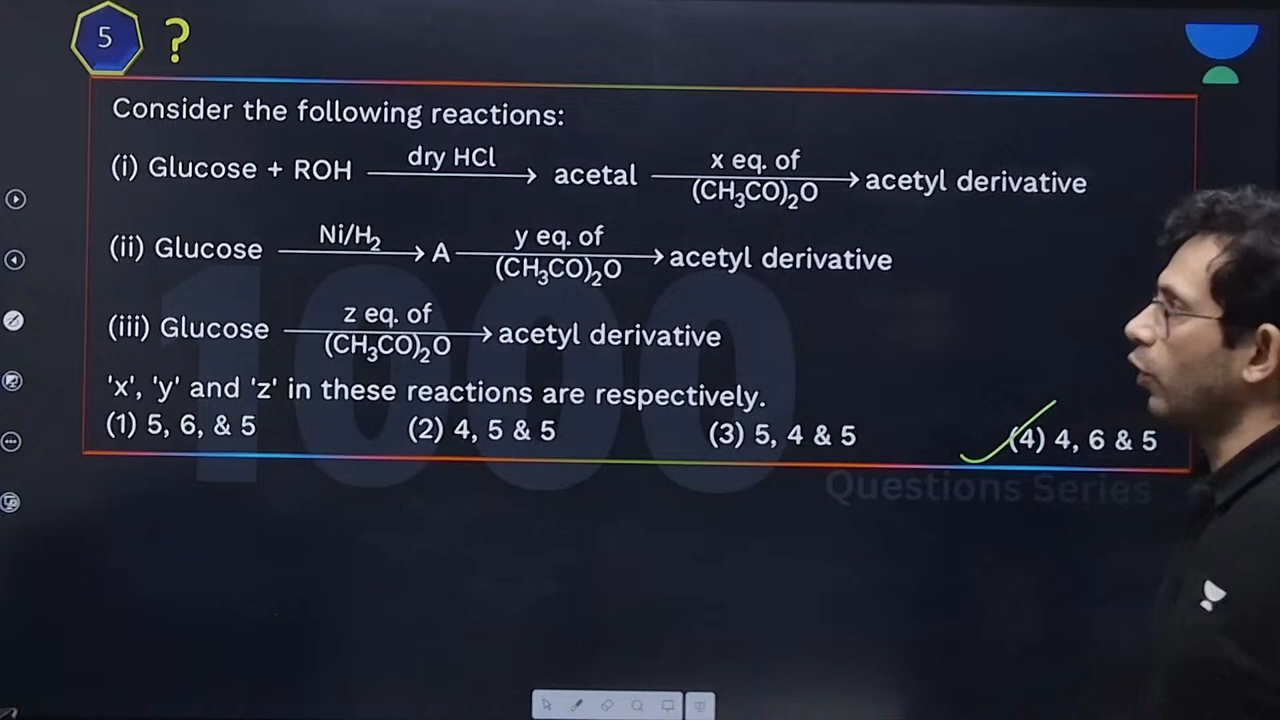 5 ?
Consider the following reactions:
(i) Glucose + ROH dry HCl → acetal x eq. of (CH₃CO)₂O → acetyl derivative
(ii) Glucose Ni/H₂ → A y eq. of (CH₃CO)₂O → acetyl derivative
(iii) Glucose z eq. of (CH₃CO)₂O → acetyl derivative
'x', 'y' and 'z' in these reactions are respectively.
(1) 5, 6, & 5 (2) 4, 5 & 5 (3) 5, 4 & 5 (4) 4, 6 & 5
1000
Questions Series